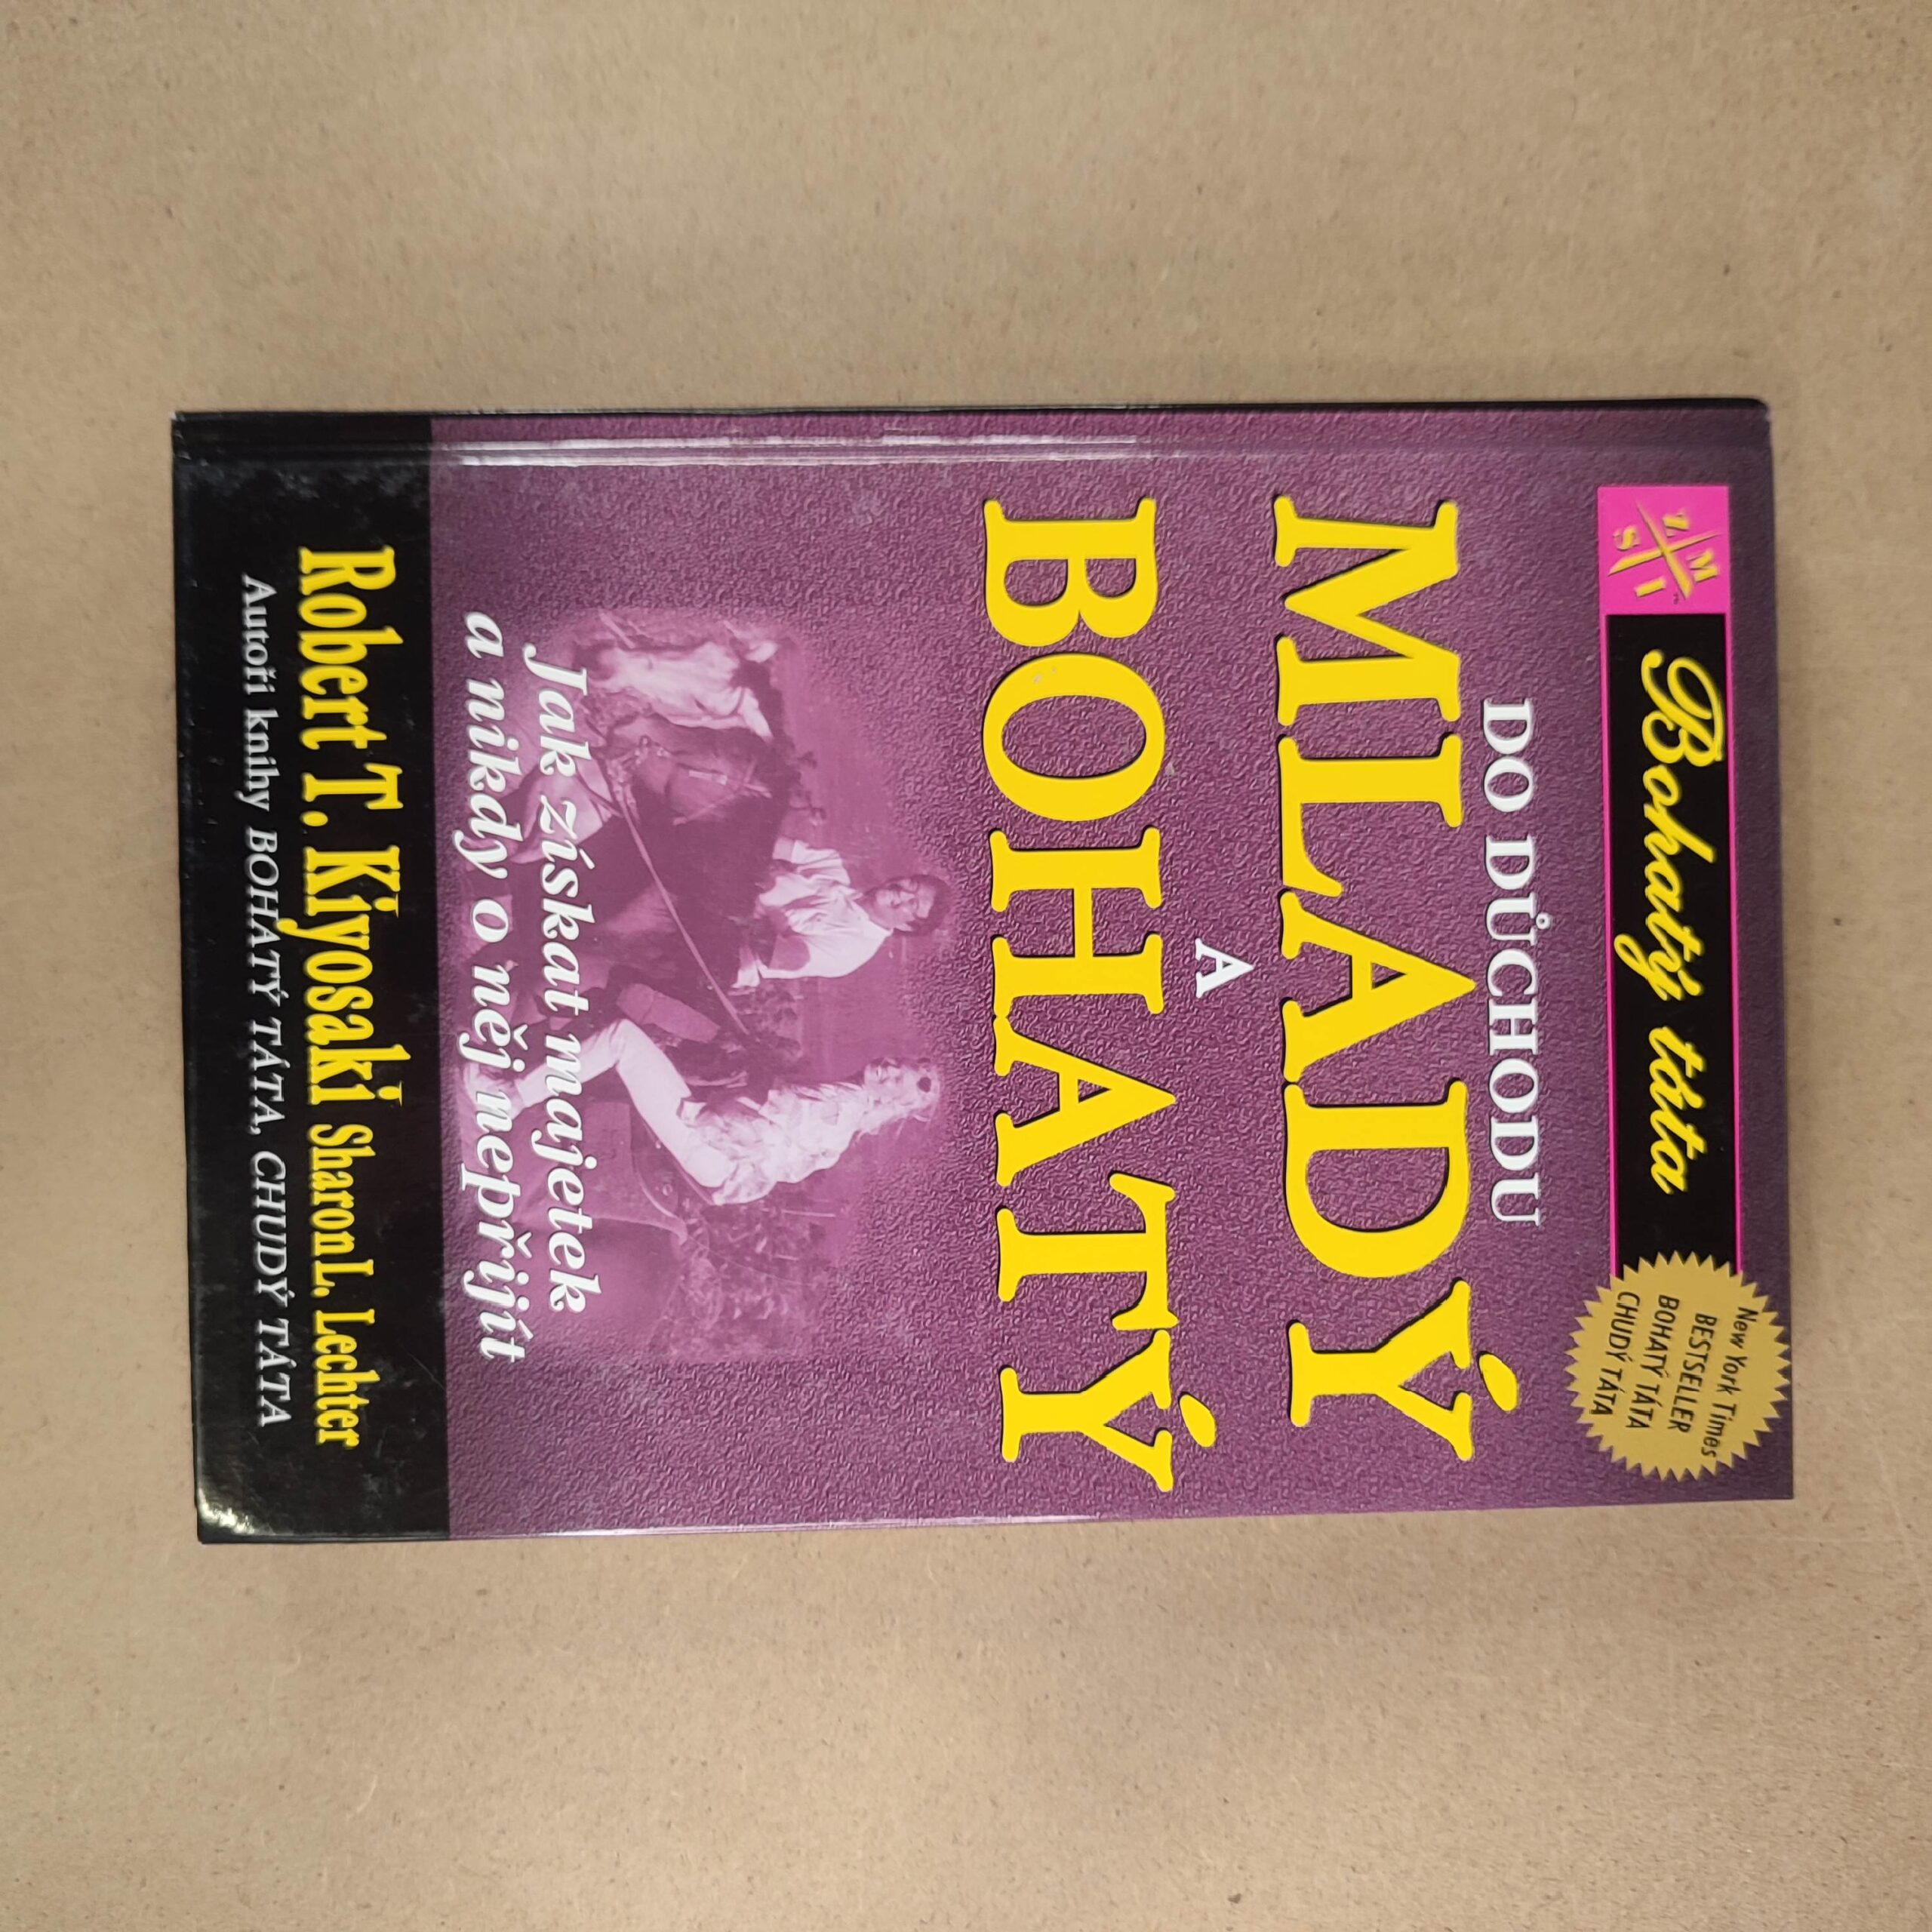 Z M
S I
Bohatý táta
New York Times
BESTSELLER
BOHATÝ TÁTA
CHUDÝ TÁTA
DO DŮCHODU
MLADÝ
A
BOHATÝ
Jak získat majetek
a nikdy o něj nepřijít
Robert T. Kiyosaki Sharon L. Lechter
Autoři knihy BOHATÝ TÁTA, CHUDÝ TÁTA